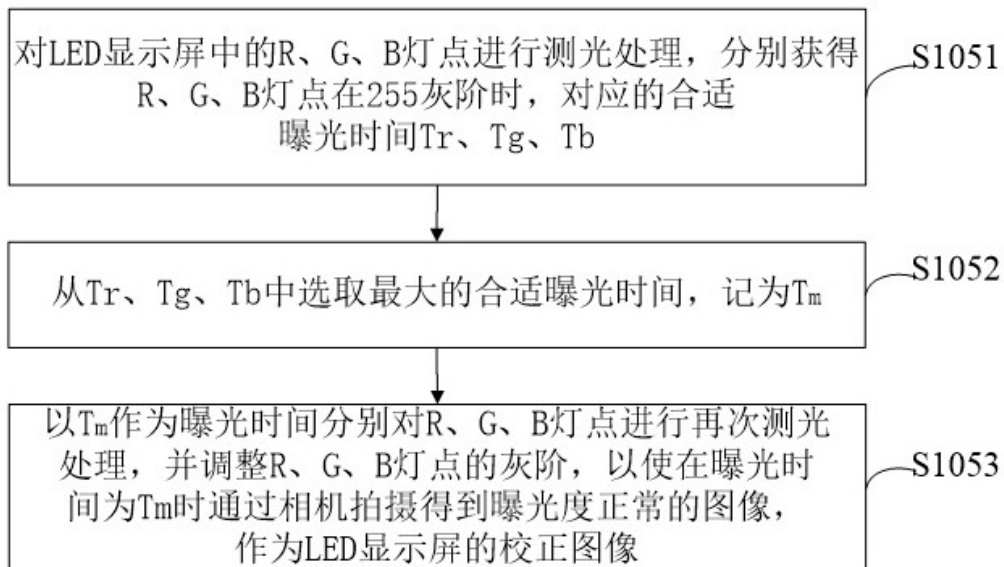 对LED显示屏中的R、G、B灯点进行测光处理，分别获得
R、G、B灯点在255灰阶时，对应的合适
曝光时间Tr、Tg、Tb
S1051
从Tr、Tg、Tb中选取最大的合适曝光时间，记为Tm
S1052
以Tm作为曝光时间分别对R、G、B灯点进行再次测光
处理，并调整R、G、B灯点的灰阶，以使在曝光时
间为Tm时通过相机拍摄得到曝光度正常的图像，
作为LED显示屏的校正图像
S1053